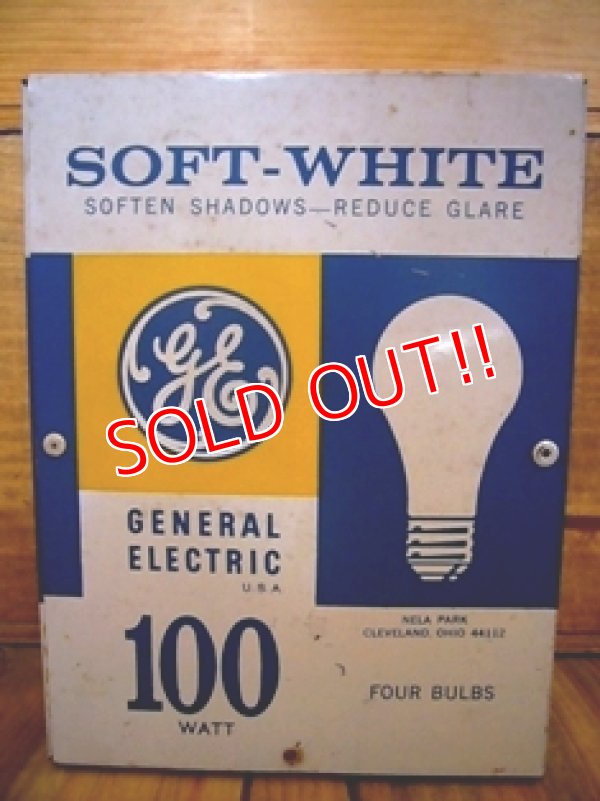 SOFT-WHITE
SOFTEN SHADOWS—REDUCE GLARE
GE
SOLD OUT!!
GENERAL
ELECTRIC
U.S.A
100
WATT
NELA PARK
CLEVELAND, OHIO 44112
FOUR BULBS